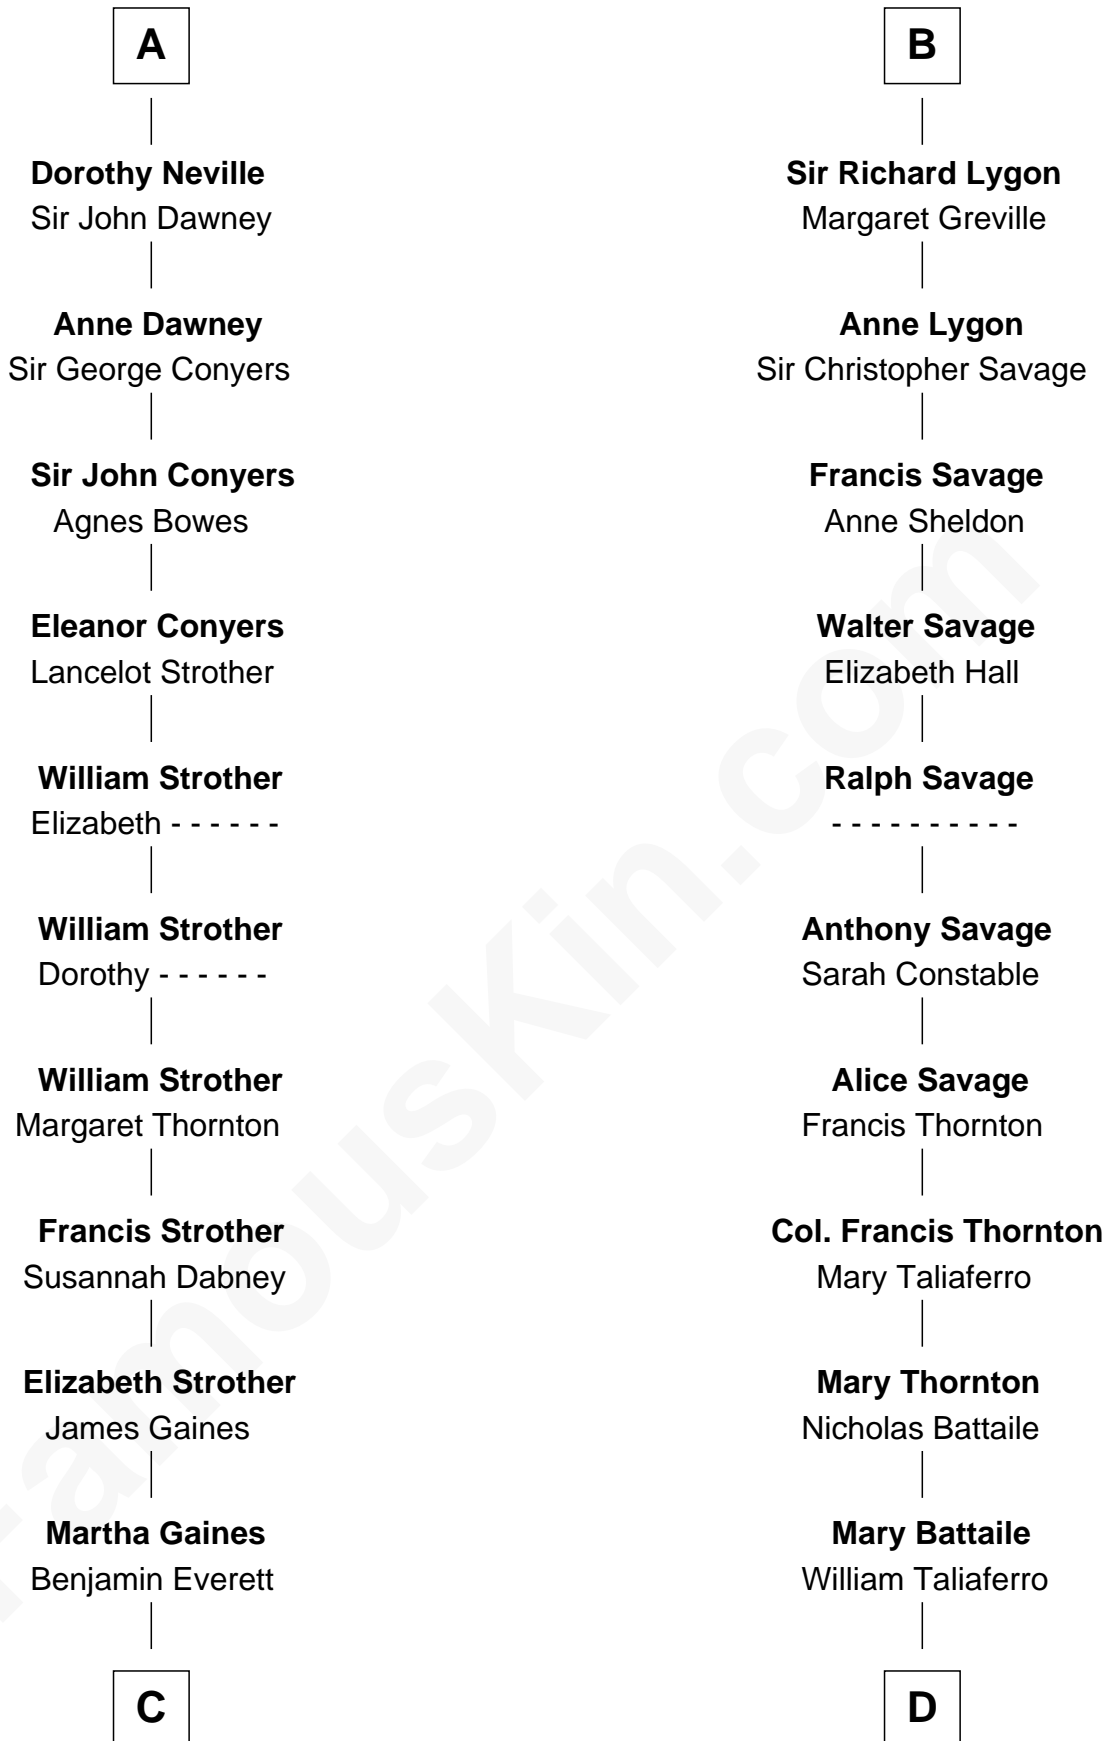 A
Dorothy Neville
Sir John Dawney
Anne Dawney
Sir George Conyers
Sir John Conyers
Agnes Bowes
Eleanor Conyers
Lancelot Strother
William Strother
Elizabeth - - - - - -
William Strother
Dorothy - - - - - -
William Strother
Margaret Thornton
Francis Strother
Susannah Dabney
Elizabeth Strother
James Gaines
Martha Gaines
Benjamin Everett
C
B
Sir Richard Lygon
Margaret Greville
Anne Lygon
Sir Christopher Savage
Francis Savage
Anne Sheldon
Walter Savage
Elizabeth Hall
Ralph Savage
- - - - - - - - - -
Anthony Savage
Sarah Constable
Alice Savage
Francis Thornton
Col. Francis Thornton
Mary Taliaferro
Mary Thornton
Nicholas Battaile
Mary Battaile
William Taliaferro
D
FamousKin.com